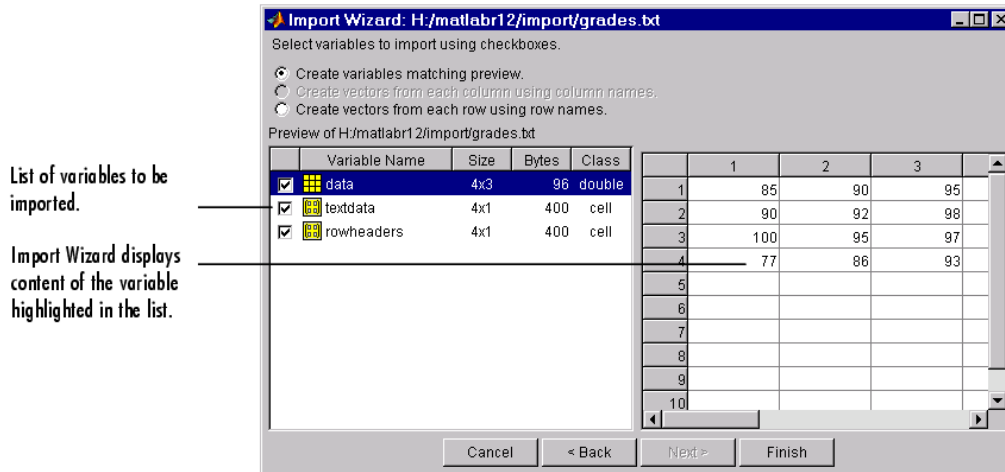 Import Wizard: H:/matlabr12/import/grades.txt
Select variables to import using checkboxes.
Create variables matching preview.
Create vectors from each column using column names.
Create vectors from each row using row names.
Preview of H:/matlabr12/import/grades.txt
Variable Name Size Bytes Class
data 4x3 96 double
textdata 4x1 400 cell
rowheaders 4x1 400 cell
1 2 3
1 85 90 95
2 90 92 98
3 100 95 97
4 77 86 93
5
6
7
8
9
10
Cancel < Back Next > Finish
List of variables to be
imported.
Import Wizard displays
content of the variable
highlighted in the list.